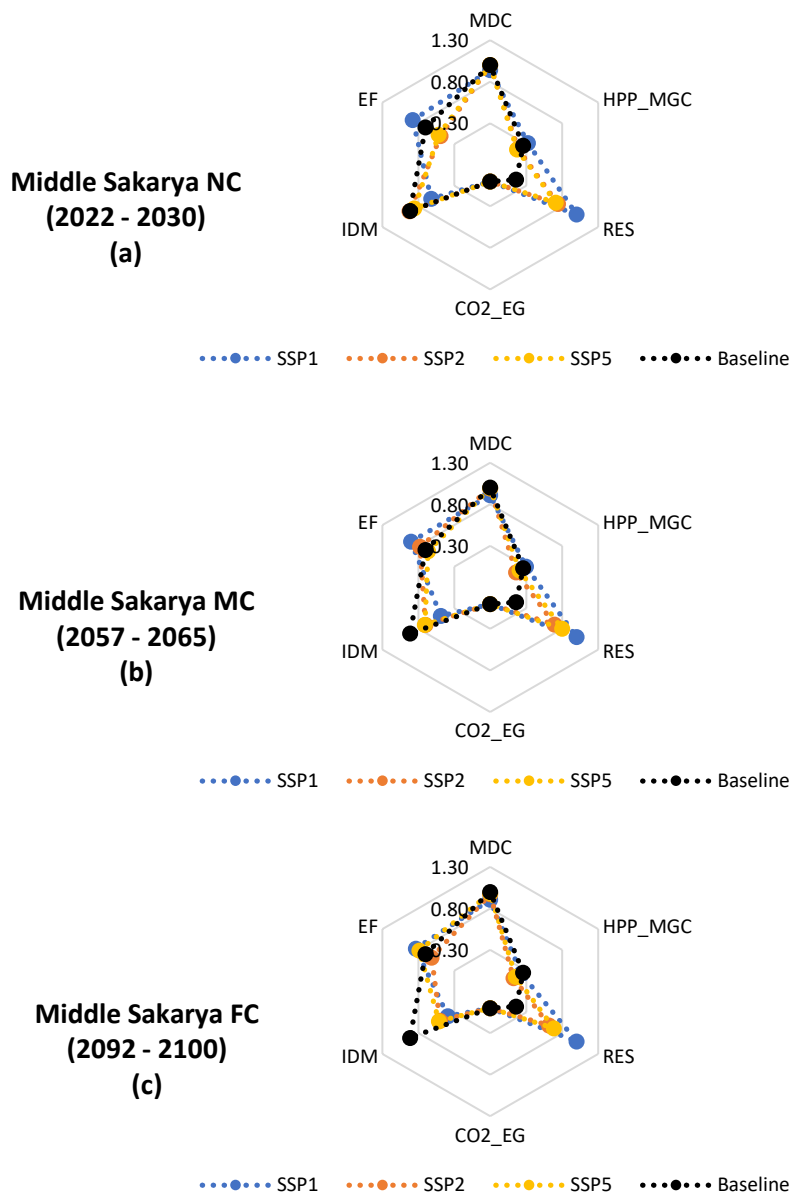 MDC
1.30
HPP_MGC
0.80
EF
0.30
Middle Sakarya NC
(2022 - 2030)
(a)
IDM
RES
CO2_EG
SSP1 SSP2 SSP5 Baseline
MDC
1.30
HPP_MGC
0.80
EF
0.30
Middle Sakarya MC
(2057 - 2065)
(b)
IDM
RES
CO2_EG
SSP1 SSP2 SSP5 Baseline
MDC
1.30
HPP_MGC
0.80
EF
0.30
Middle Sakarya FC
(2092 - 2100)
(c)
IDM
RES
CO2_EG
SSP1 SSP2 SSP5 Baseline